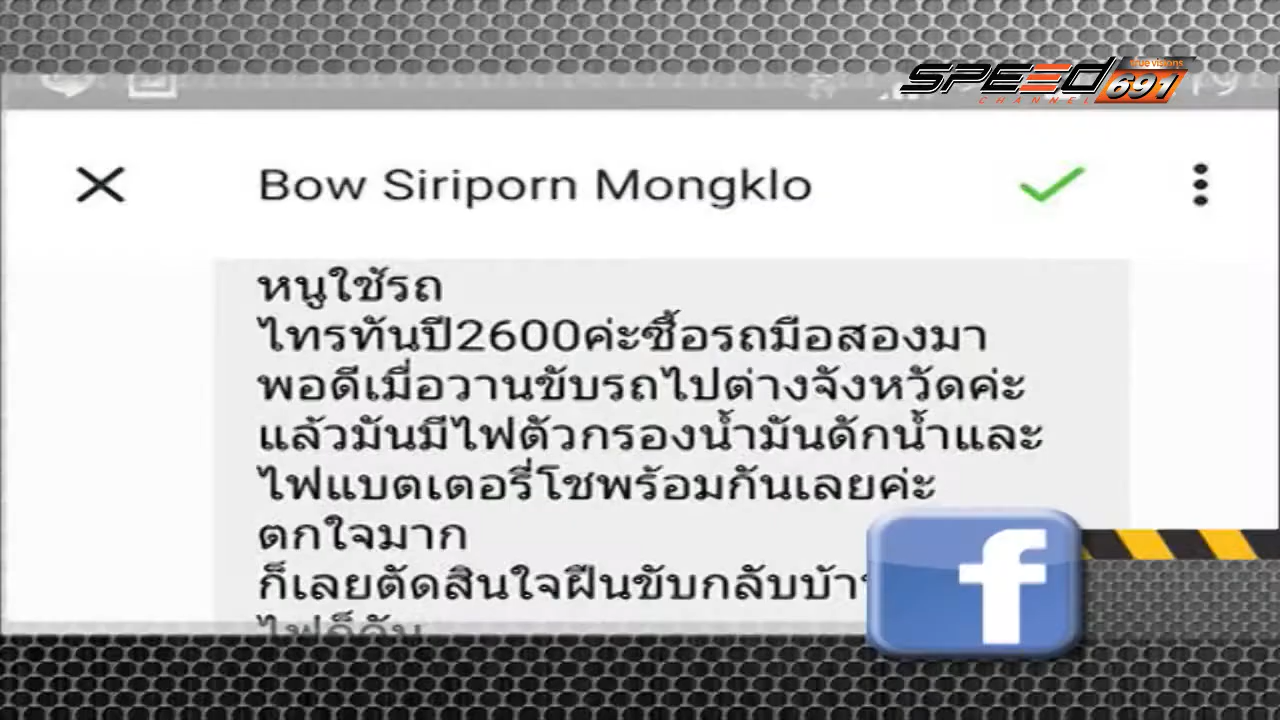 SPEED
true visions
691
CHANNEL
Bow Siriporn Mongklo
หนูใช้รถ
ไทรทันปี2600ค่ะซื้อรถมือสองมา
พอดีเมื่อวานขับรถไปต่างจังหวัดค่ะ
แล้วมันมีไฟตัวกรองน้ำมันดักน้ำและ
ไฟแบตเตอรี่โชพร้อมกันเลยค่ะ
ตกใจมาก
ก็เลยตัดสินใจฝืนขับกลับ
f